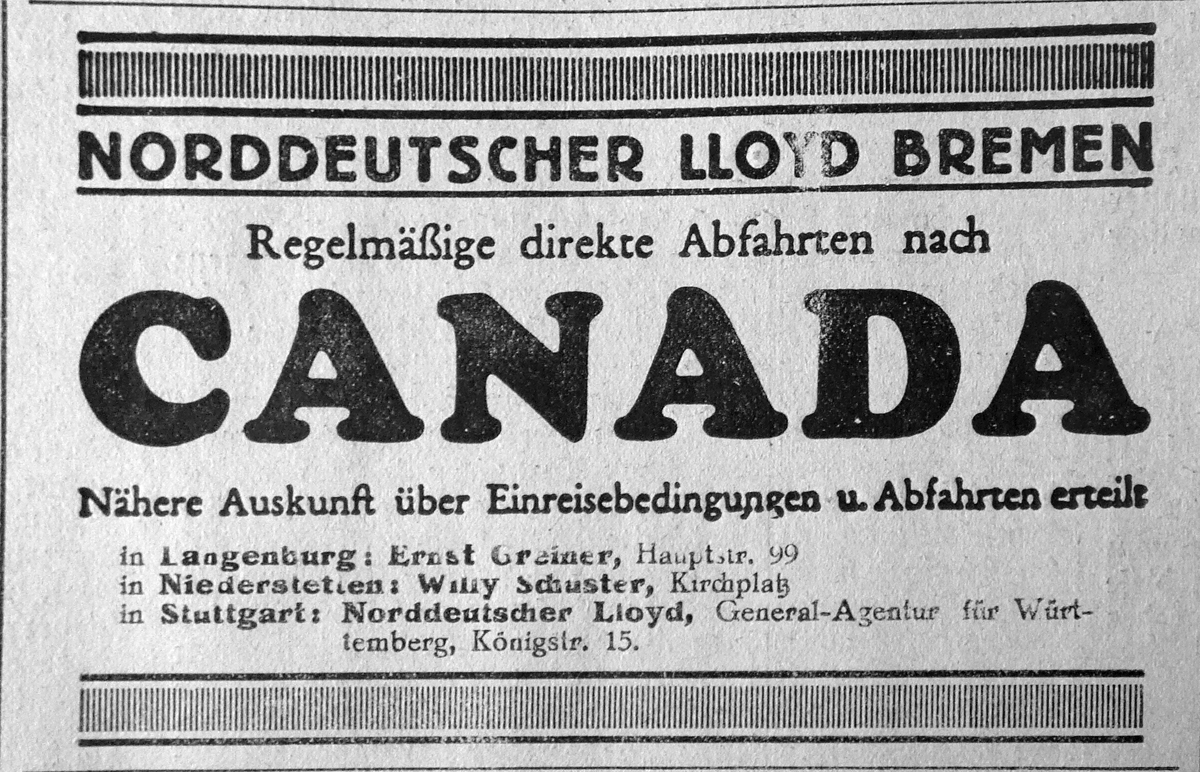 NORDDEUTSCHER LLOYD BREMEN
Regelmäßige direkte Abfahrten nach
CANADA
Nähere Auskunft über Einreisebedingungen u. Abfahrten erteilt
in Langenburg: Ernst Greiner, Hauptstr. 99
in Niederstetten: Willy Schuster, Kirchplatz
in Stuttgart: Norddeutscher Lloyd, General-Agentur für Würt-
temberg, Königstr. 15.